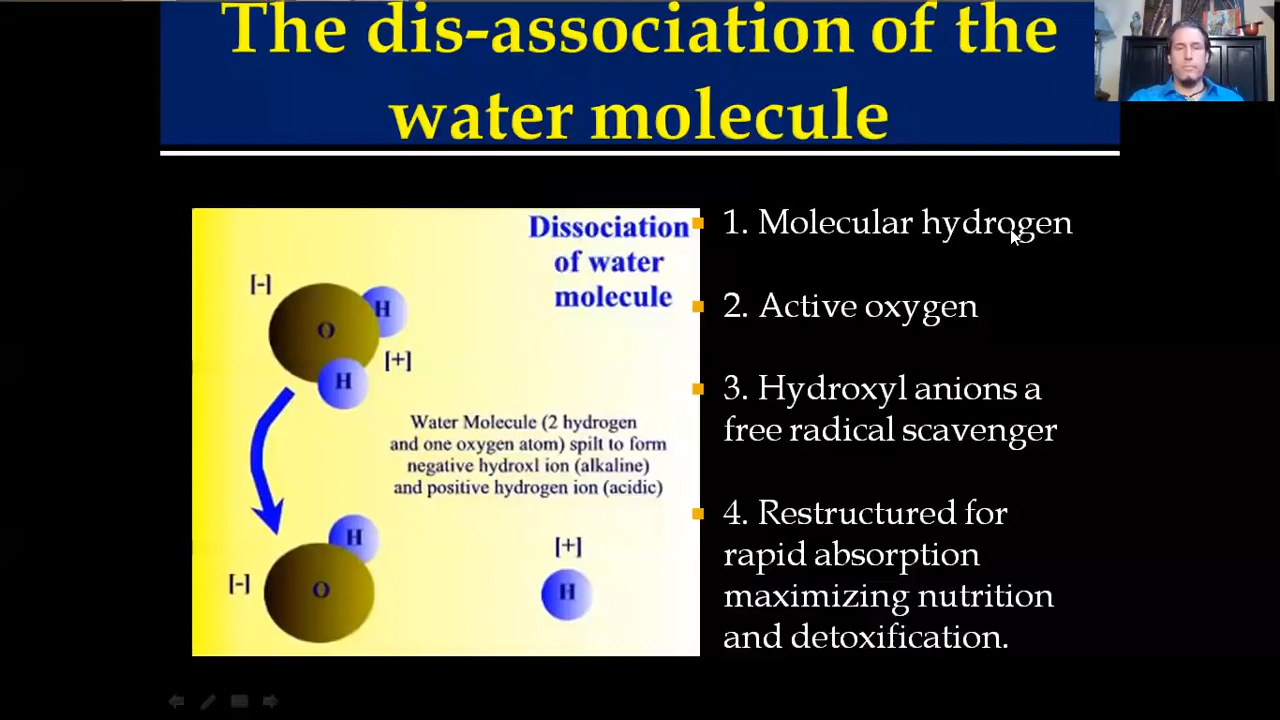 The dis-association of the
water molecule
Dissociation
of water
molecule
[-]
H
O
[+]
H
Water Molecule (2 hydrogen
and one oxygen atom) spilt to form
negative hydroxl ion (alkaline)
and positive hydrogen ion (acidic)
H
[+]
[-]
O
H
1. Molecular hydrogen
2. Active oxygen
3. Hydroxyl anions a
free radical scavenger
4. Restructured for
rapid absorption
maximizing nutrition
and detoxification.